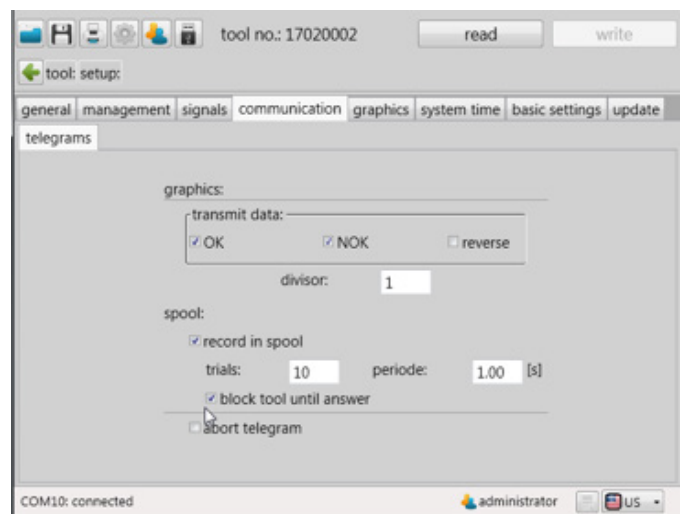 tool no.: 17020002 read write
tool: setup:
general management signals communication graphics system time basic settings update
telegrams
graphics:
transmit data:
OK NOK reverse
divisor: 1
spool:
record in spool
trials: 10 periode: 1.00 [s]
block tool until answer
abort telegram
COM10: connected administrator US